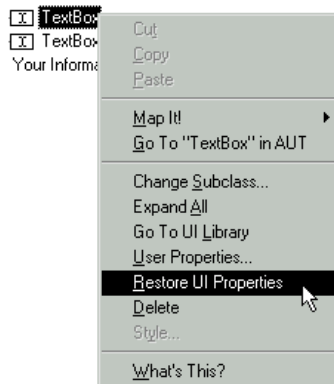 TextBox
TextBox
Your Informa
Cut
Copy
Paste
Map It!
Go To "TextBox" in AUT
Change Subclass...
Expand All
Go To UI Library
User Properties...
Restore UI Properties
Delete
Style...
What's This?